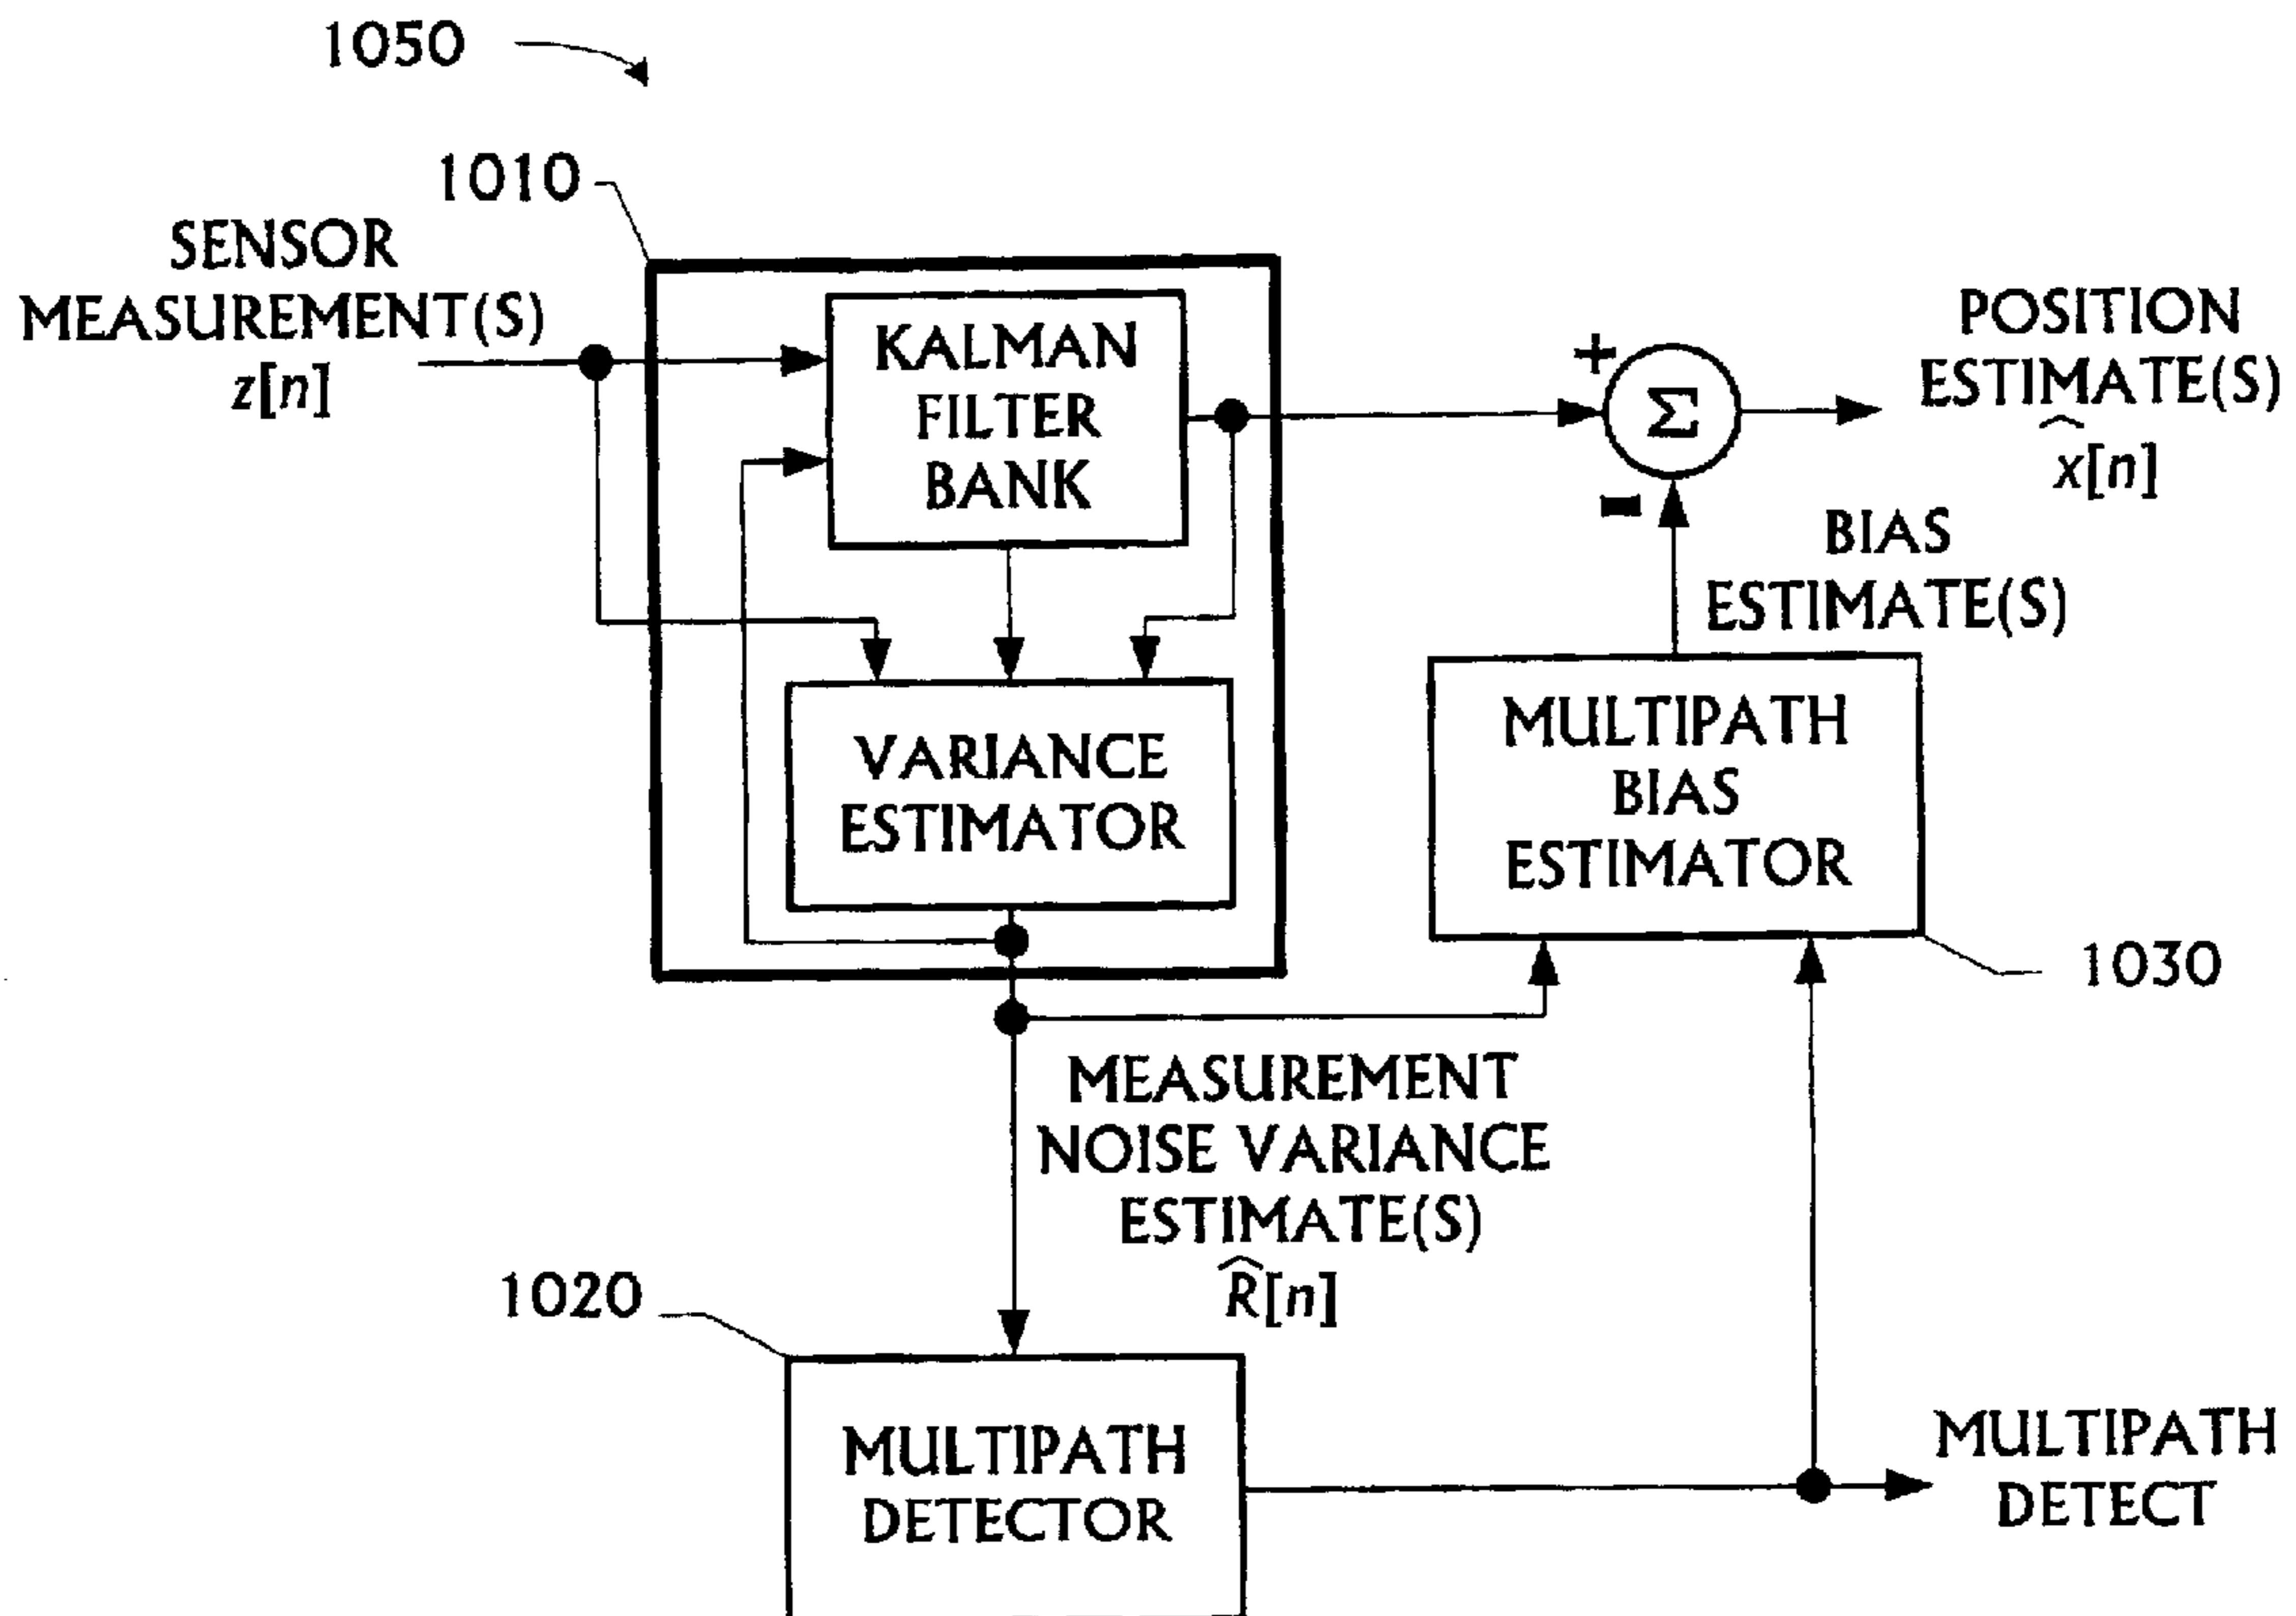 1050
1010
SENSOR
MEASUREMENT(S)
z[n]
KALMAN
FILTER
BANK
+
Σ
-
POSITION
ESTIMATE(S)
x̂[n]
BIAS
ESTIMATE(S)
VARIANCE
ESTIMATOR
MULTIPATH
BIAS
ESTIMATOR
1030
MEASUREMENT
NOISE VARIANCE
ESTIMATE(S)
R̂[n]
1020
MULTIPATH
DETECTOR
MULTIPATH
DETECT